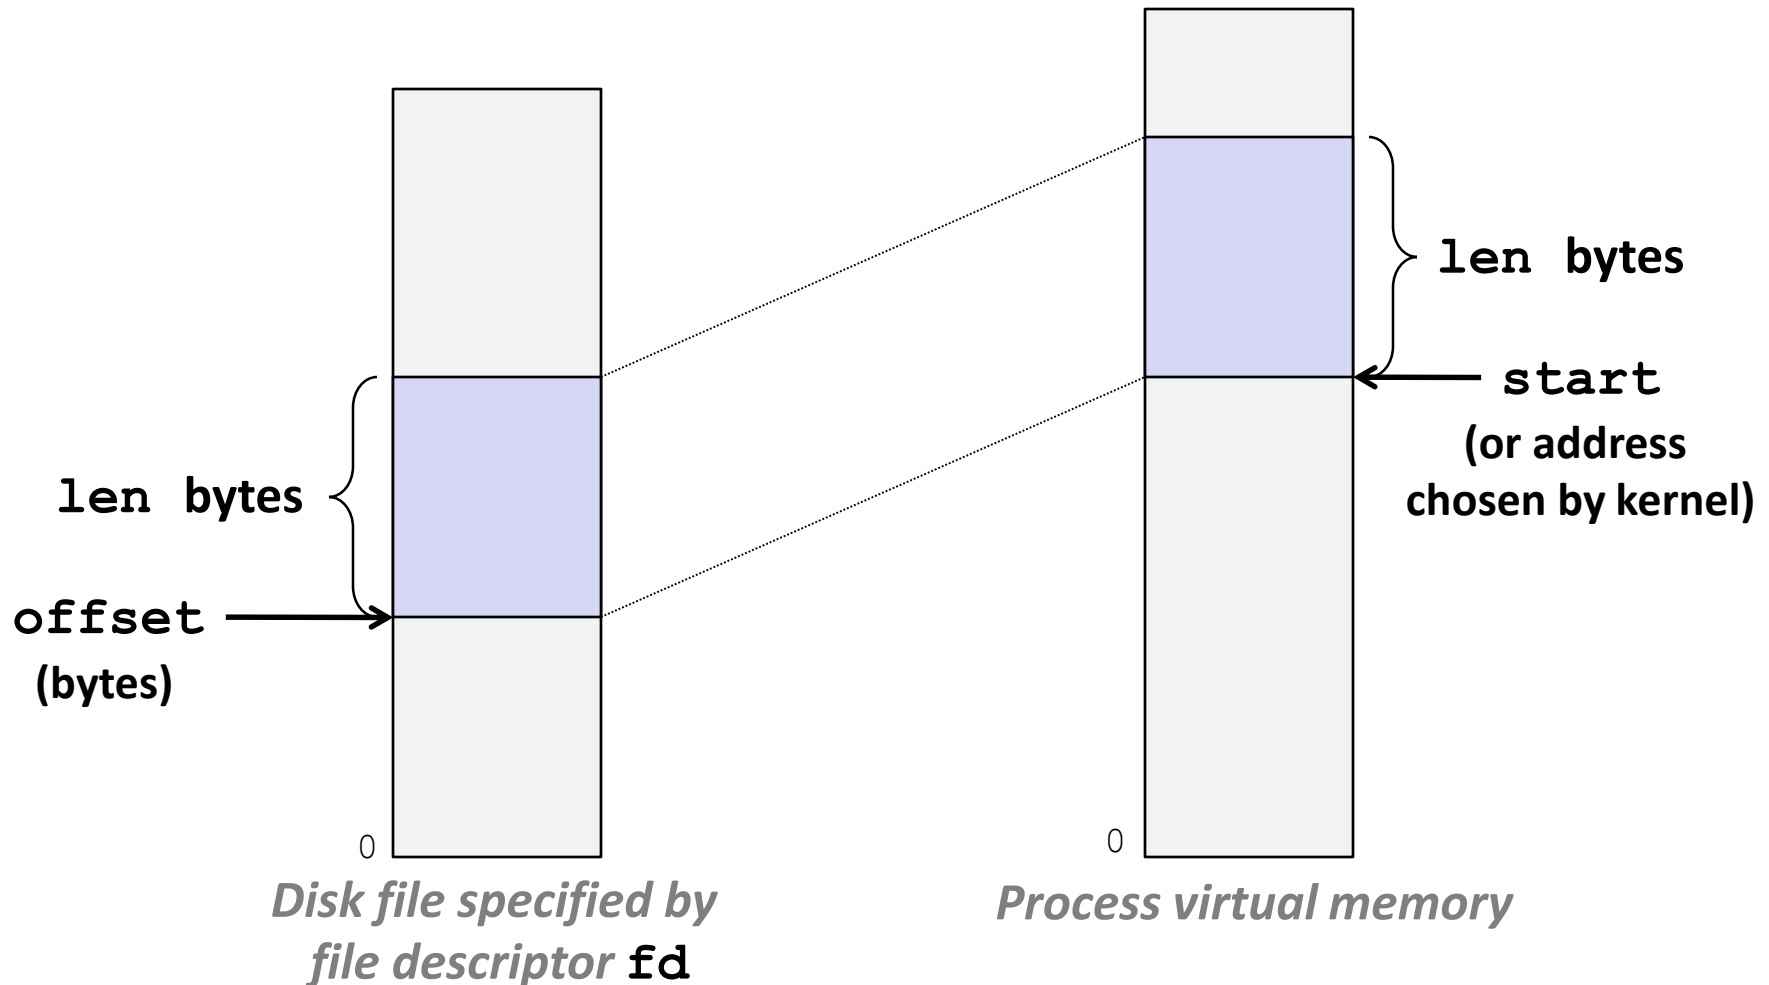 len bytes
start
(or address
chosen by kernel)
len bytes
offset
(bytes)
0
0
Disk file specified by
file descriptor fd
Process virtual memory